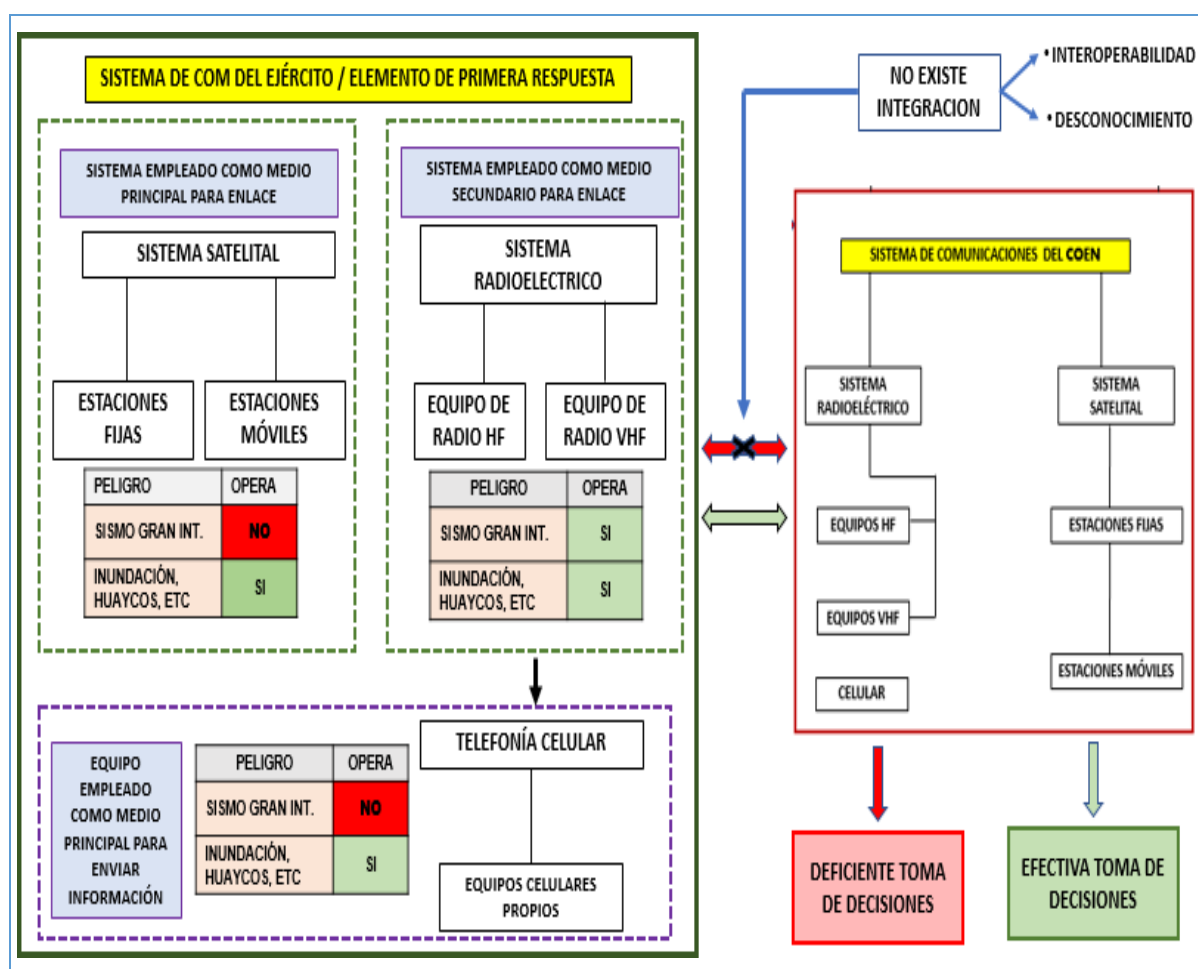 SISTEMA DE COM DEL EJÉRCITO / ELEMENTO DE PRIMERA RESPUESTA
SISTEMA EMPLEADO COMO MEDIO
PRINCIPAL PARA ENLACE
SISTEMA SATELITAL
ESTACIONES
FIJAS
ESTACIONES
MÓVILES
PELIGRO OPERA
SISMO GRAN INT. NO
INUNDACIÓN,
HUAYCOS, ETC SI
SISTEMA EMPLEADO COMO MEDIO
SECUNDARIO PARA ENLACE
SISTEMA
RADIOELECTRICO
EQUIPO DE
RADIO HF
EQUIPO DE
RADIO VHF
PELIGRO OPERA
SISMO GRAN INT. SI
INUNDACIÓN,
HUAYCOS, ETC SI
EQUIPO
EMPLEADO
COMO MEDIO
PRINCIPAL PARA
ENVIAR
INFORMACIÓN
PELIGRO OPERA
SISMO GRAN INT. NO
INUNDACIÓN,
HUAYCOS, ETC SI
TELEFONÍA CELULAR
EQUIPOS CELULARES
PROPIOS
NO EXISTE
INTEGRACION
• INTEROPERABILIDAD
• DESCONOCIMIENTO
SISTEMA DE COMUNICACIONES DEL COEN
SISTEMA
RADIOELÉCTRICO
EQUIPOS HF
EQUIPOS VHF
CELULAR
SISTEMA
SATELITAL
ESTACIONES FIJAS
ESTACIONES MÓVILES
DEFICIENTE TOMA
DE DECISIONES
EFECTIVA TOMA DE
DECISIONES